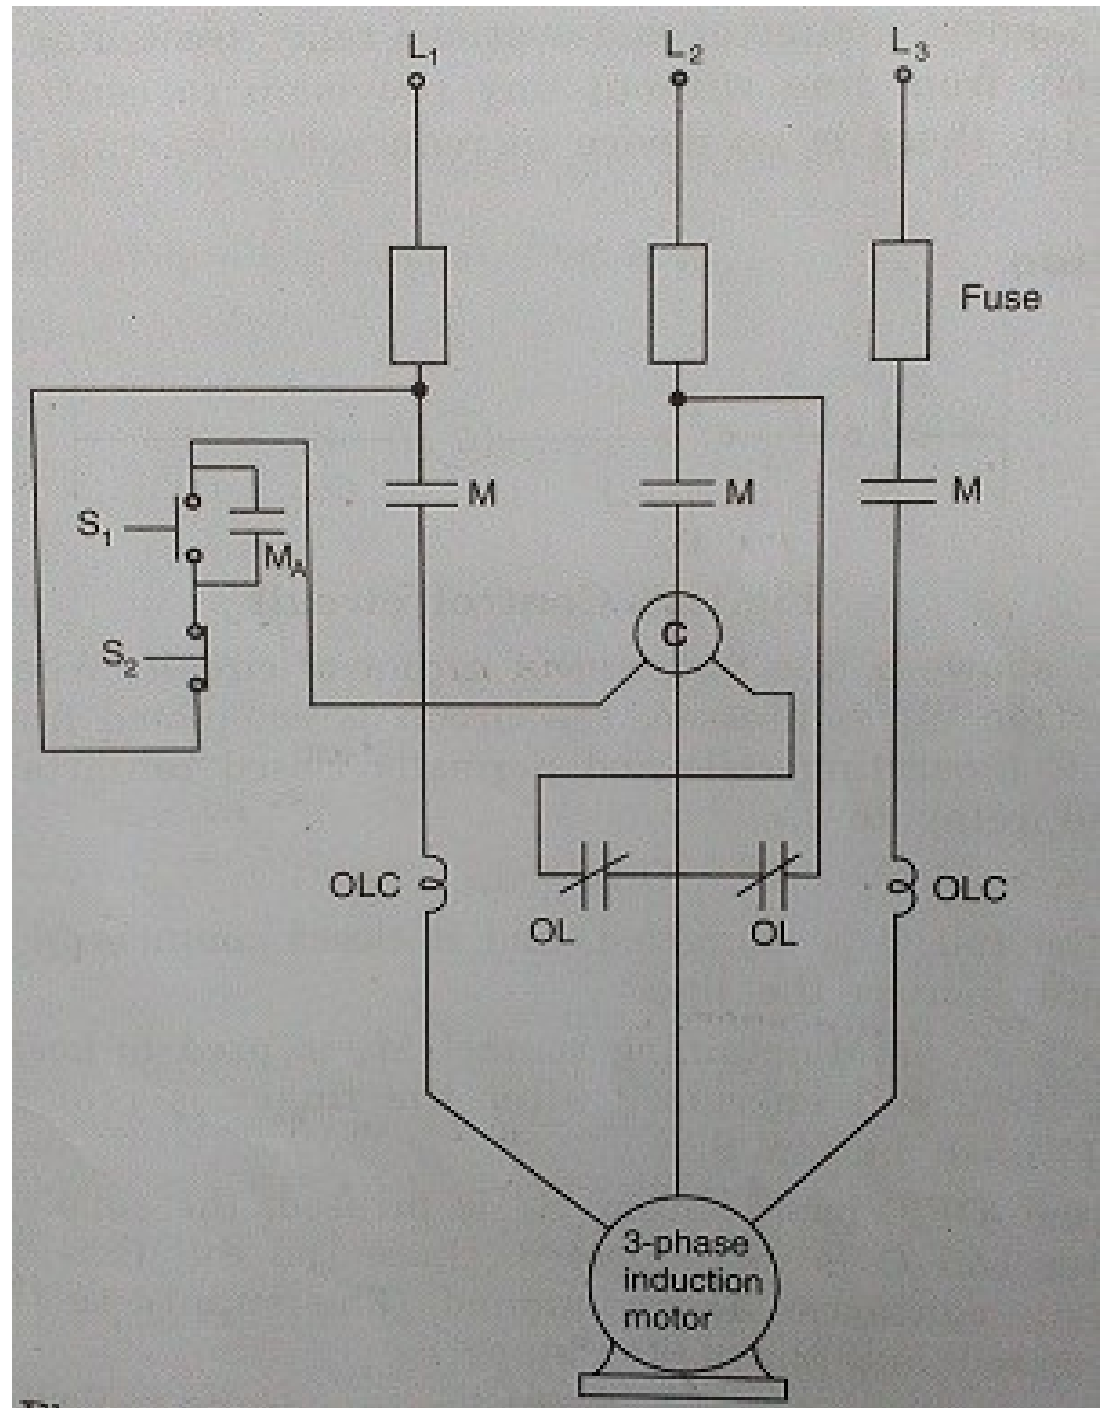 L1
L2
L3
Fuse
M
M
M
S1
MA
S2
C
OLC
OLC
OL
OL
3-phase
induction
motor